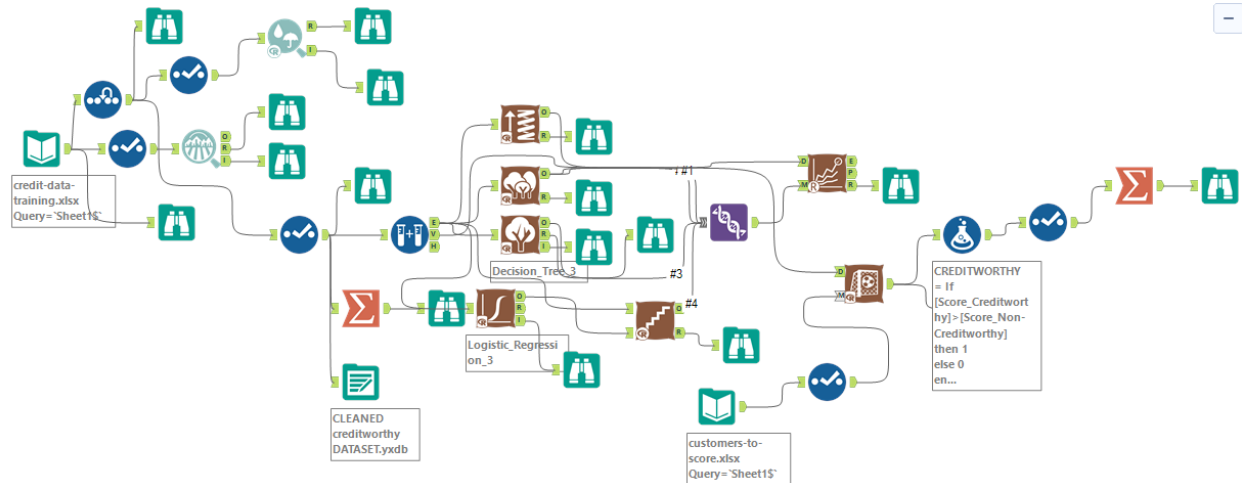 R
I
O
R
I
credit-data-
training.xlsx
Query=`Sheet1$`
O
R
#1
D
E
P
M
R
O
R
E
V
H
O
R
I
Decision_Tree_3
#3
#4
CREDITWORTHY
= If
[Score_Creditwort
hy]>[Score_Non-
Creditworthy]
then 1
else 0
en...
D
M
O
R
I
O
R
Logistic_Regressi
on_3
CLEANED
creditworthy
DATASET.yxdb
customers-to-
score.xlsx
Query=`Sheet1$`